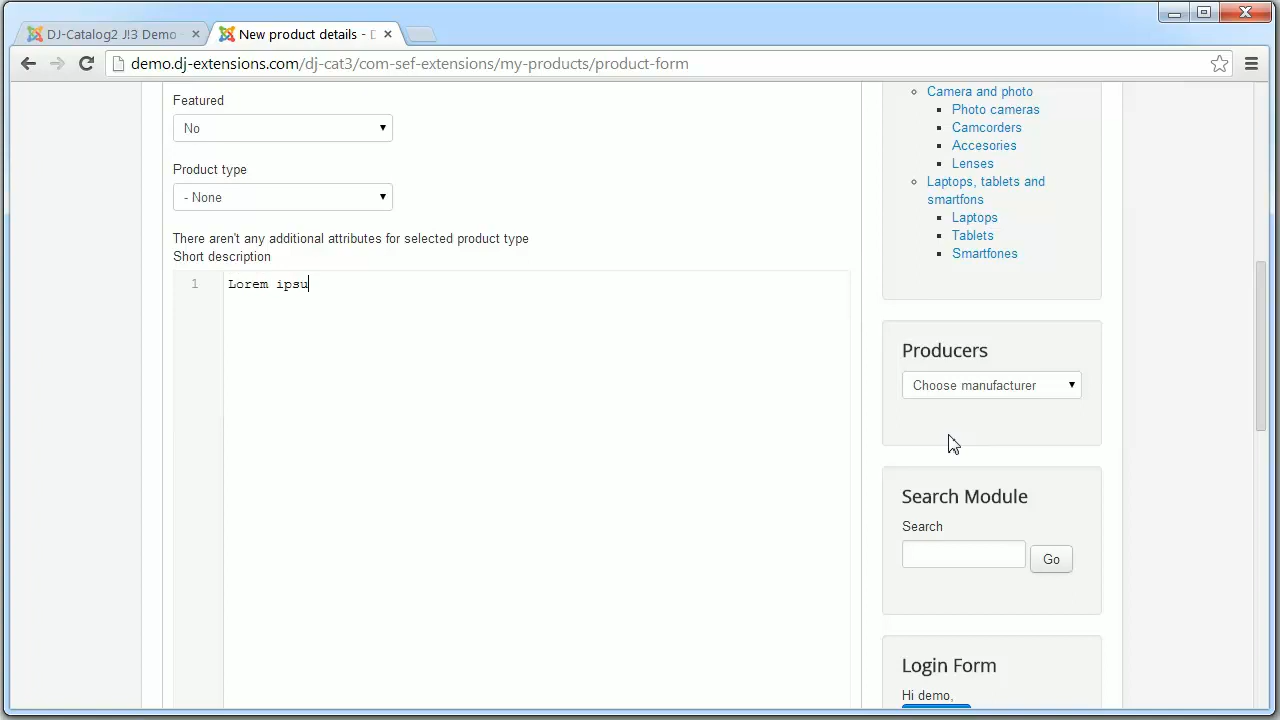 DJ-Catalog2 J!3 Demo
New product details - D
demo.dj-extensions.com/dj-cat3/com-sef-extensions/my-products/product-form
Featured
No
Product type
- None
There aren't any additional attributes for selected product type
Short description
1 Lorem ipsu
Camera and photo
Photo cameras
Camcorders
Accesories
Lenses
Laptops, tablets and
smartfons
Laptops
Tablets
Smartfones
Producers
Choose manufacturer
Search Module
Search
Go
Login Form
Hi demo,